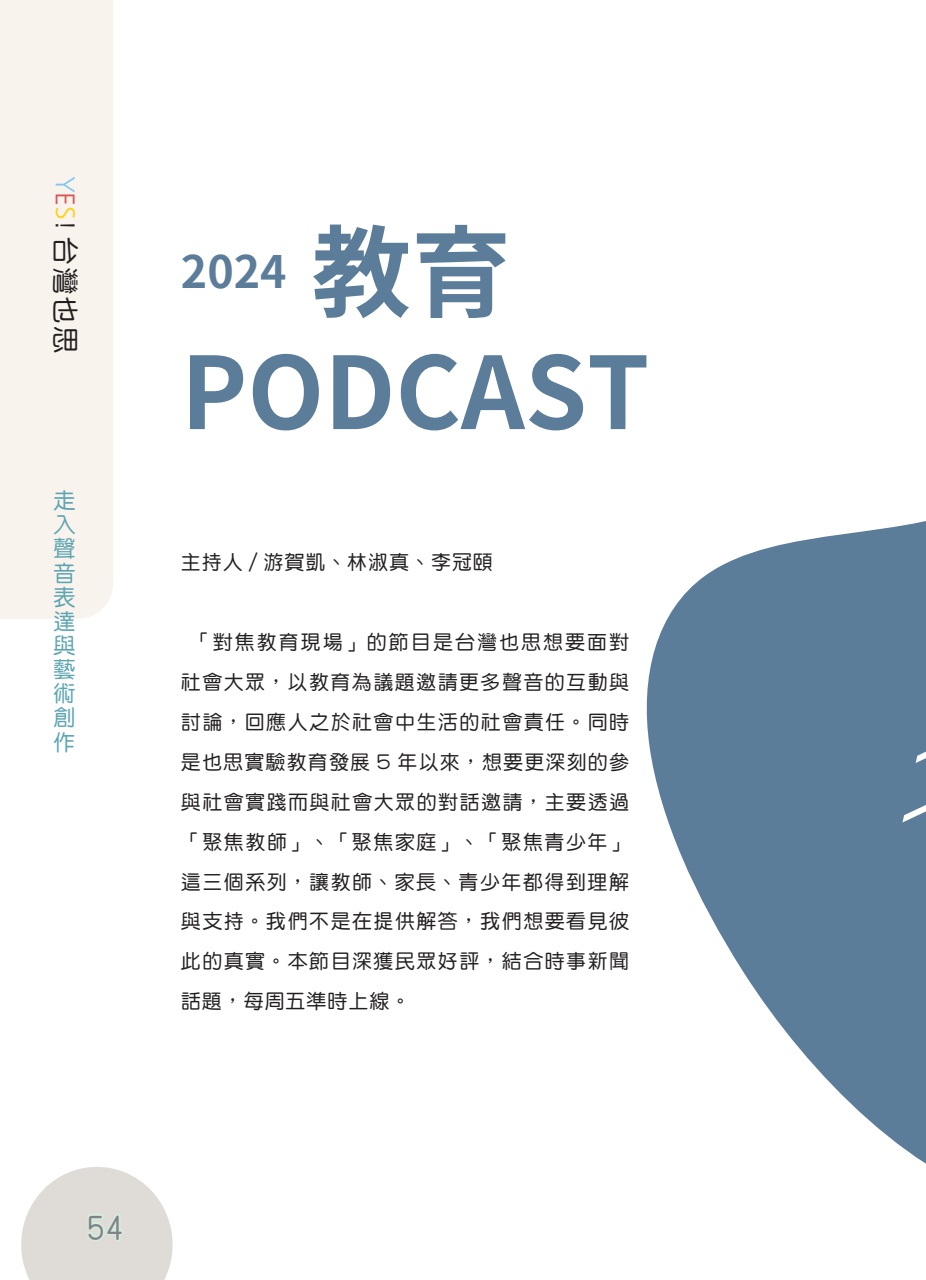 YES! 台灣也思
走入聲音表達與藝術創作
2024 教育
PODCAST
主持人 / 游賀凱、林淑真、李冠頤
「對焦教育現場」的節目是台灣也思想要面對
社會大眾，以教育為議題邀請更多聲音的互動與
討論，回應人之於社會中生活的社會責任。同時
是也思實驗教育發展 5 年以來，想要更深刻的參
與社會實踐而與社會大眾的對話邀請，主要透過
「聚焦教師」、「聚焦家庭」、「聚焦青少年」
這三個系列，讓教師、家長、青少年都得到理解
與支持。我們不是在提供解答，我們想要看見彼
此的真實。本節目深獲民眾好評，結合時事新聞
話題，每周五準時上線。
54